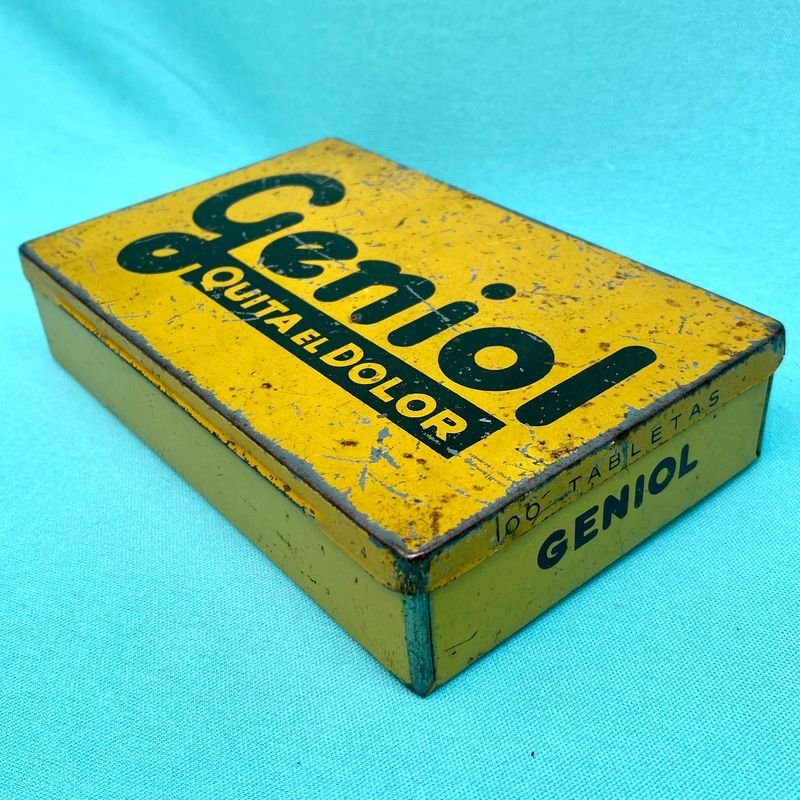 Geniol
QUITA EL DOLOR
100 TABLETAS
GENIOL